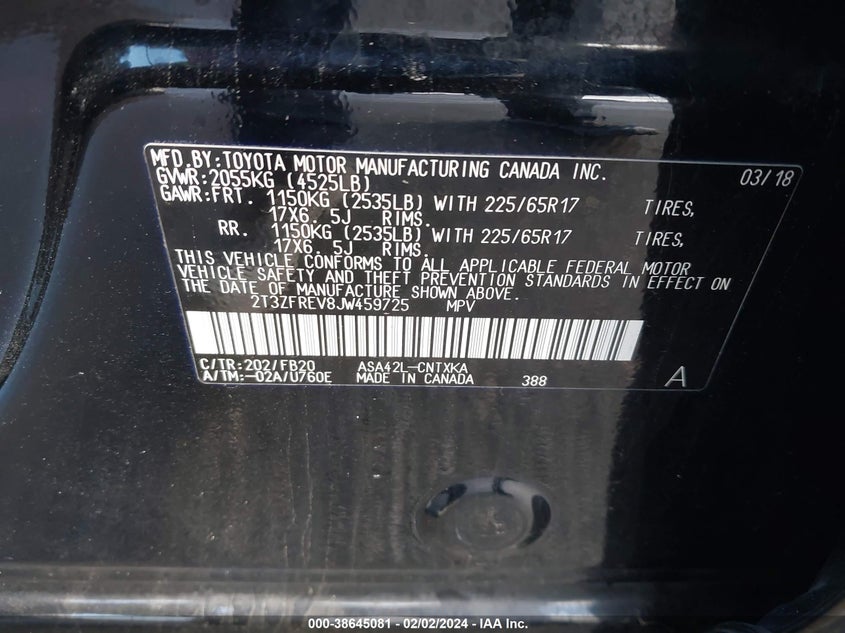 MFD.BY:TOYOTA MOTOR MANUFACTURING CANADA INC. 03/18
GVWR:2055KG (4525LB)
GAWR:FRT. 1150KG (2535LB) WITH 225/65R17 TIRES,
17X6. 5J RIMS.
RR. 1150KG (2535LB) WITH 225/65R17 TIRES,
17X6. 5J RIMS.
THIS VEHICLE CONFORMS TO ALL APPLICABLE FEDERAL MOTOR
VEHICLE SAFETY AND THEFT PREVENTION STANDARDS IN EFFECT ON
THE DATE OF MANUFACTURE SHOWN ABOVE.
2T3ZFREV8JW459725 MPV
C/TR:202/FB20 ASA42L-CNTXKA
A/TM:-02A/U760E MADE IN CANADA 388 A
000-38645081 - 02/02/2024 - IAA Inc.